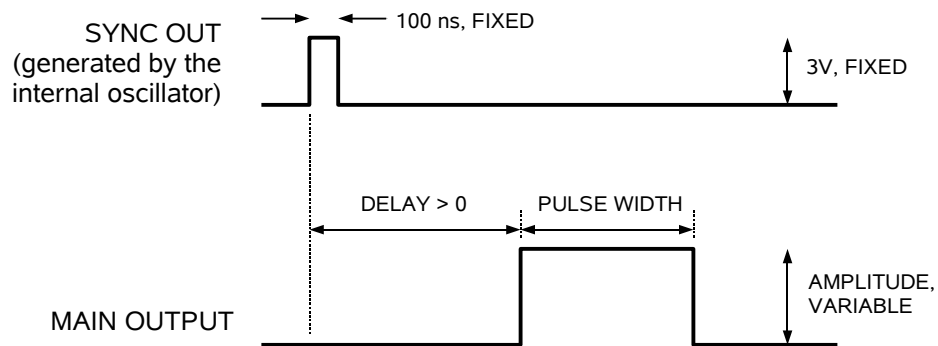 100 ns, FIXED
SYNC OUT
(generated by the
internal oscillator)
3V, FIXED
DELAY > 0
PULSE WIDTH
AMPLITUDE,
VARIABLE
MAIN OUTPUT